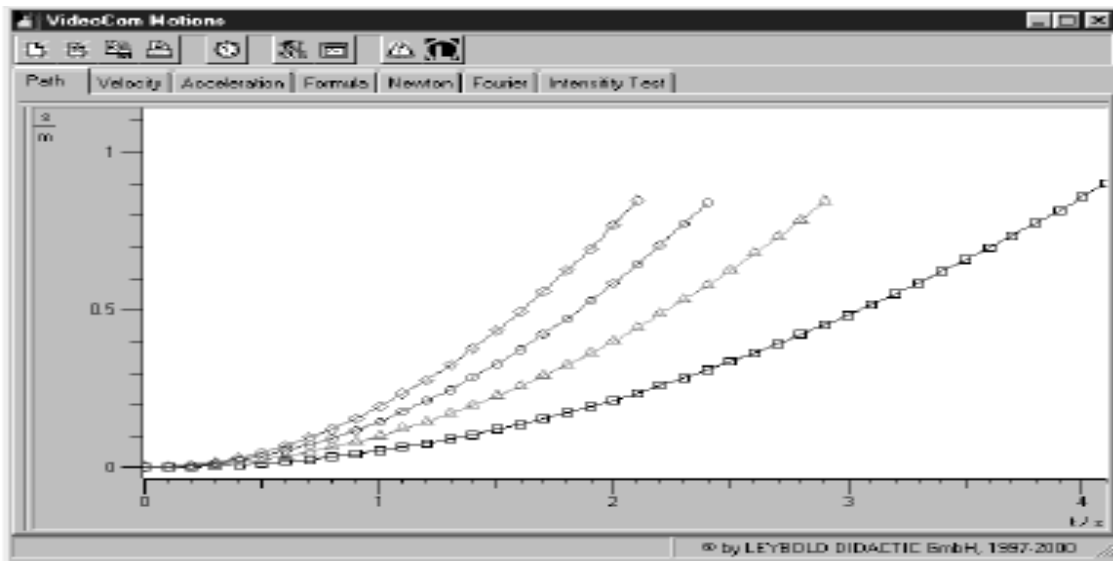 VideoCom Motions
Path Velocity Acceleration Formula Newton Fourier Intensitity Test
s
m
1
0.5
0
0 1 2 3 4
t / s
© by LEYBOLD DIDACTIC GmbH, 1997-2000